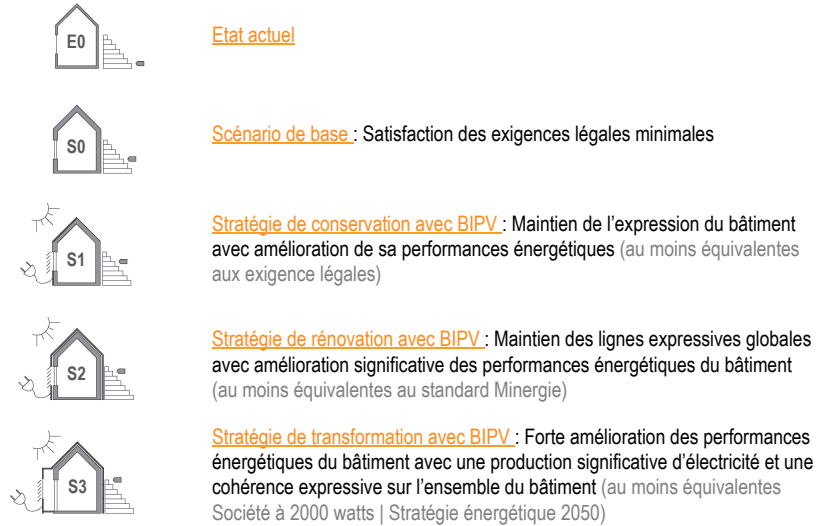 E0
Etat actuel
S0
Scénario de base : Satisfaction des exigences légales minimales
S1
Stratégie de conservation avec BIPV : Maintien de l'expression du bâtiment
avec amélioration de sa performances énergétiques (au moins équivalentes
aux exigence légales)
S2
Stratégie de rénovation avec BIPV : Maintien des lignes expressives globales
avec amélioration significative des performances énergétiques du bâtiment
(au moins équivalentes au standard Minergie)
S3
Stratégie de transformation avec BIPV : Forte amélioration des performances
énergétiques du bâtiment avec une production significative d'électricité et une
cohérence expressive sur l'ensemble du bâtiment (au moins équivalentes
Société à 2000 watts | Stratégie énergétique 2050)